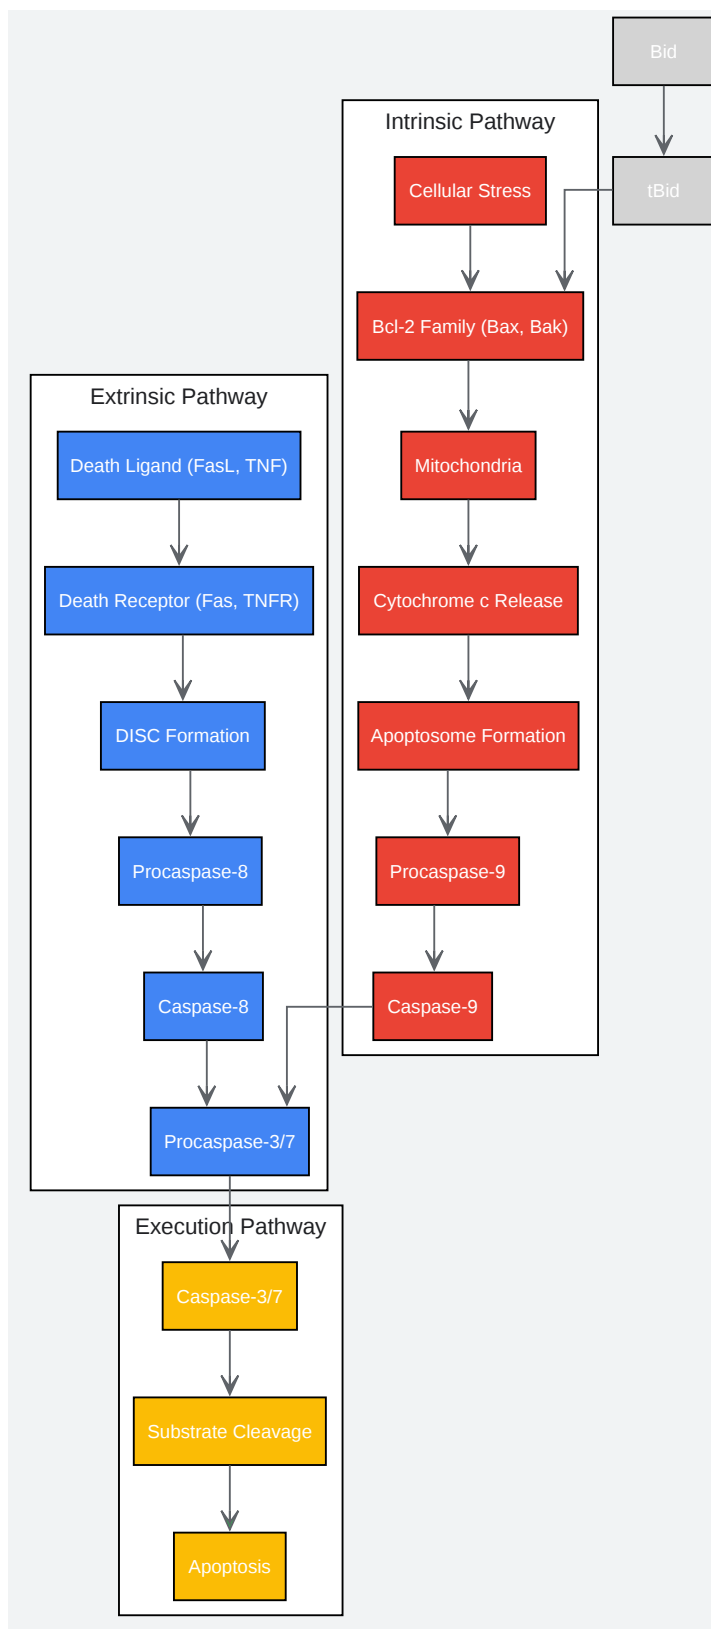 Bid
tBid
Intrinsic Pathway
Cellular Stress
Bcl-2 Family (Bax, Bak)
Mitochondria
Cytochrome c Release
Apoptosome Formation
Procaspase-9
Caspase-9
Extrinsic Pathway
Death Ligand (FasL, TNF)
Death Receptor (Fas, TNFR)
DISC Formation
Procaspase-8
Caspase-8
Procaspase-3/7
Execution Pathway
Caspase-3/7
Substrate Cleavage
Apoptosis